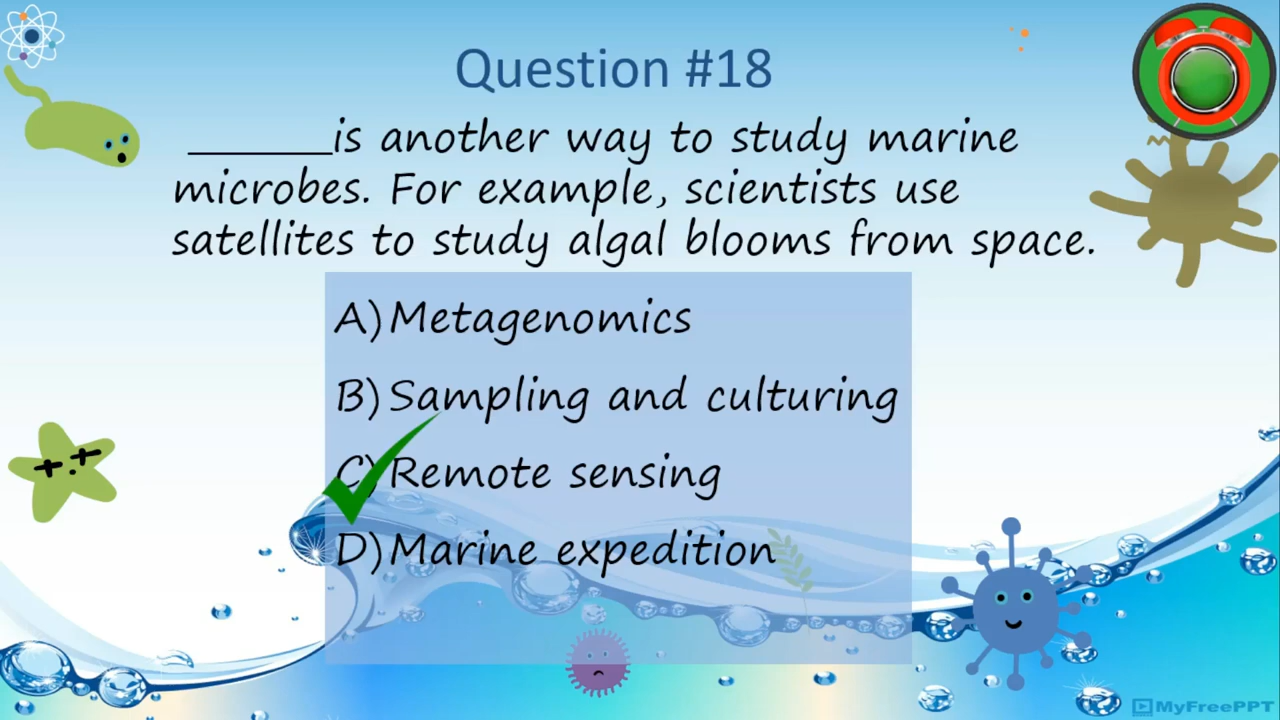 Question #18
________is another way to study marine
microbes. For example, scientists use
satellites to study algal blooms from space.
A) Metagenomics
B) Sampling and culturing
C) Remote sensing
D) Marine expedition
MyFreePPT